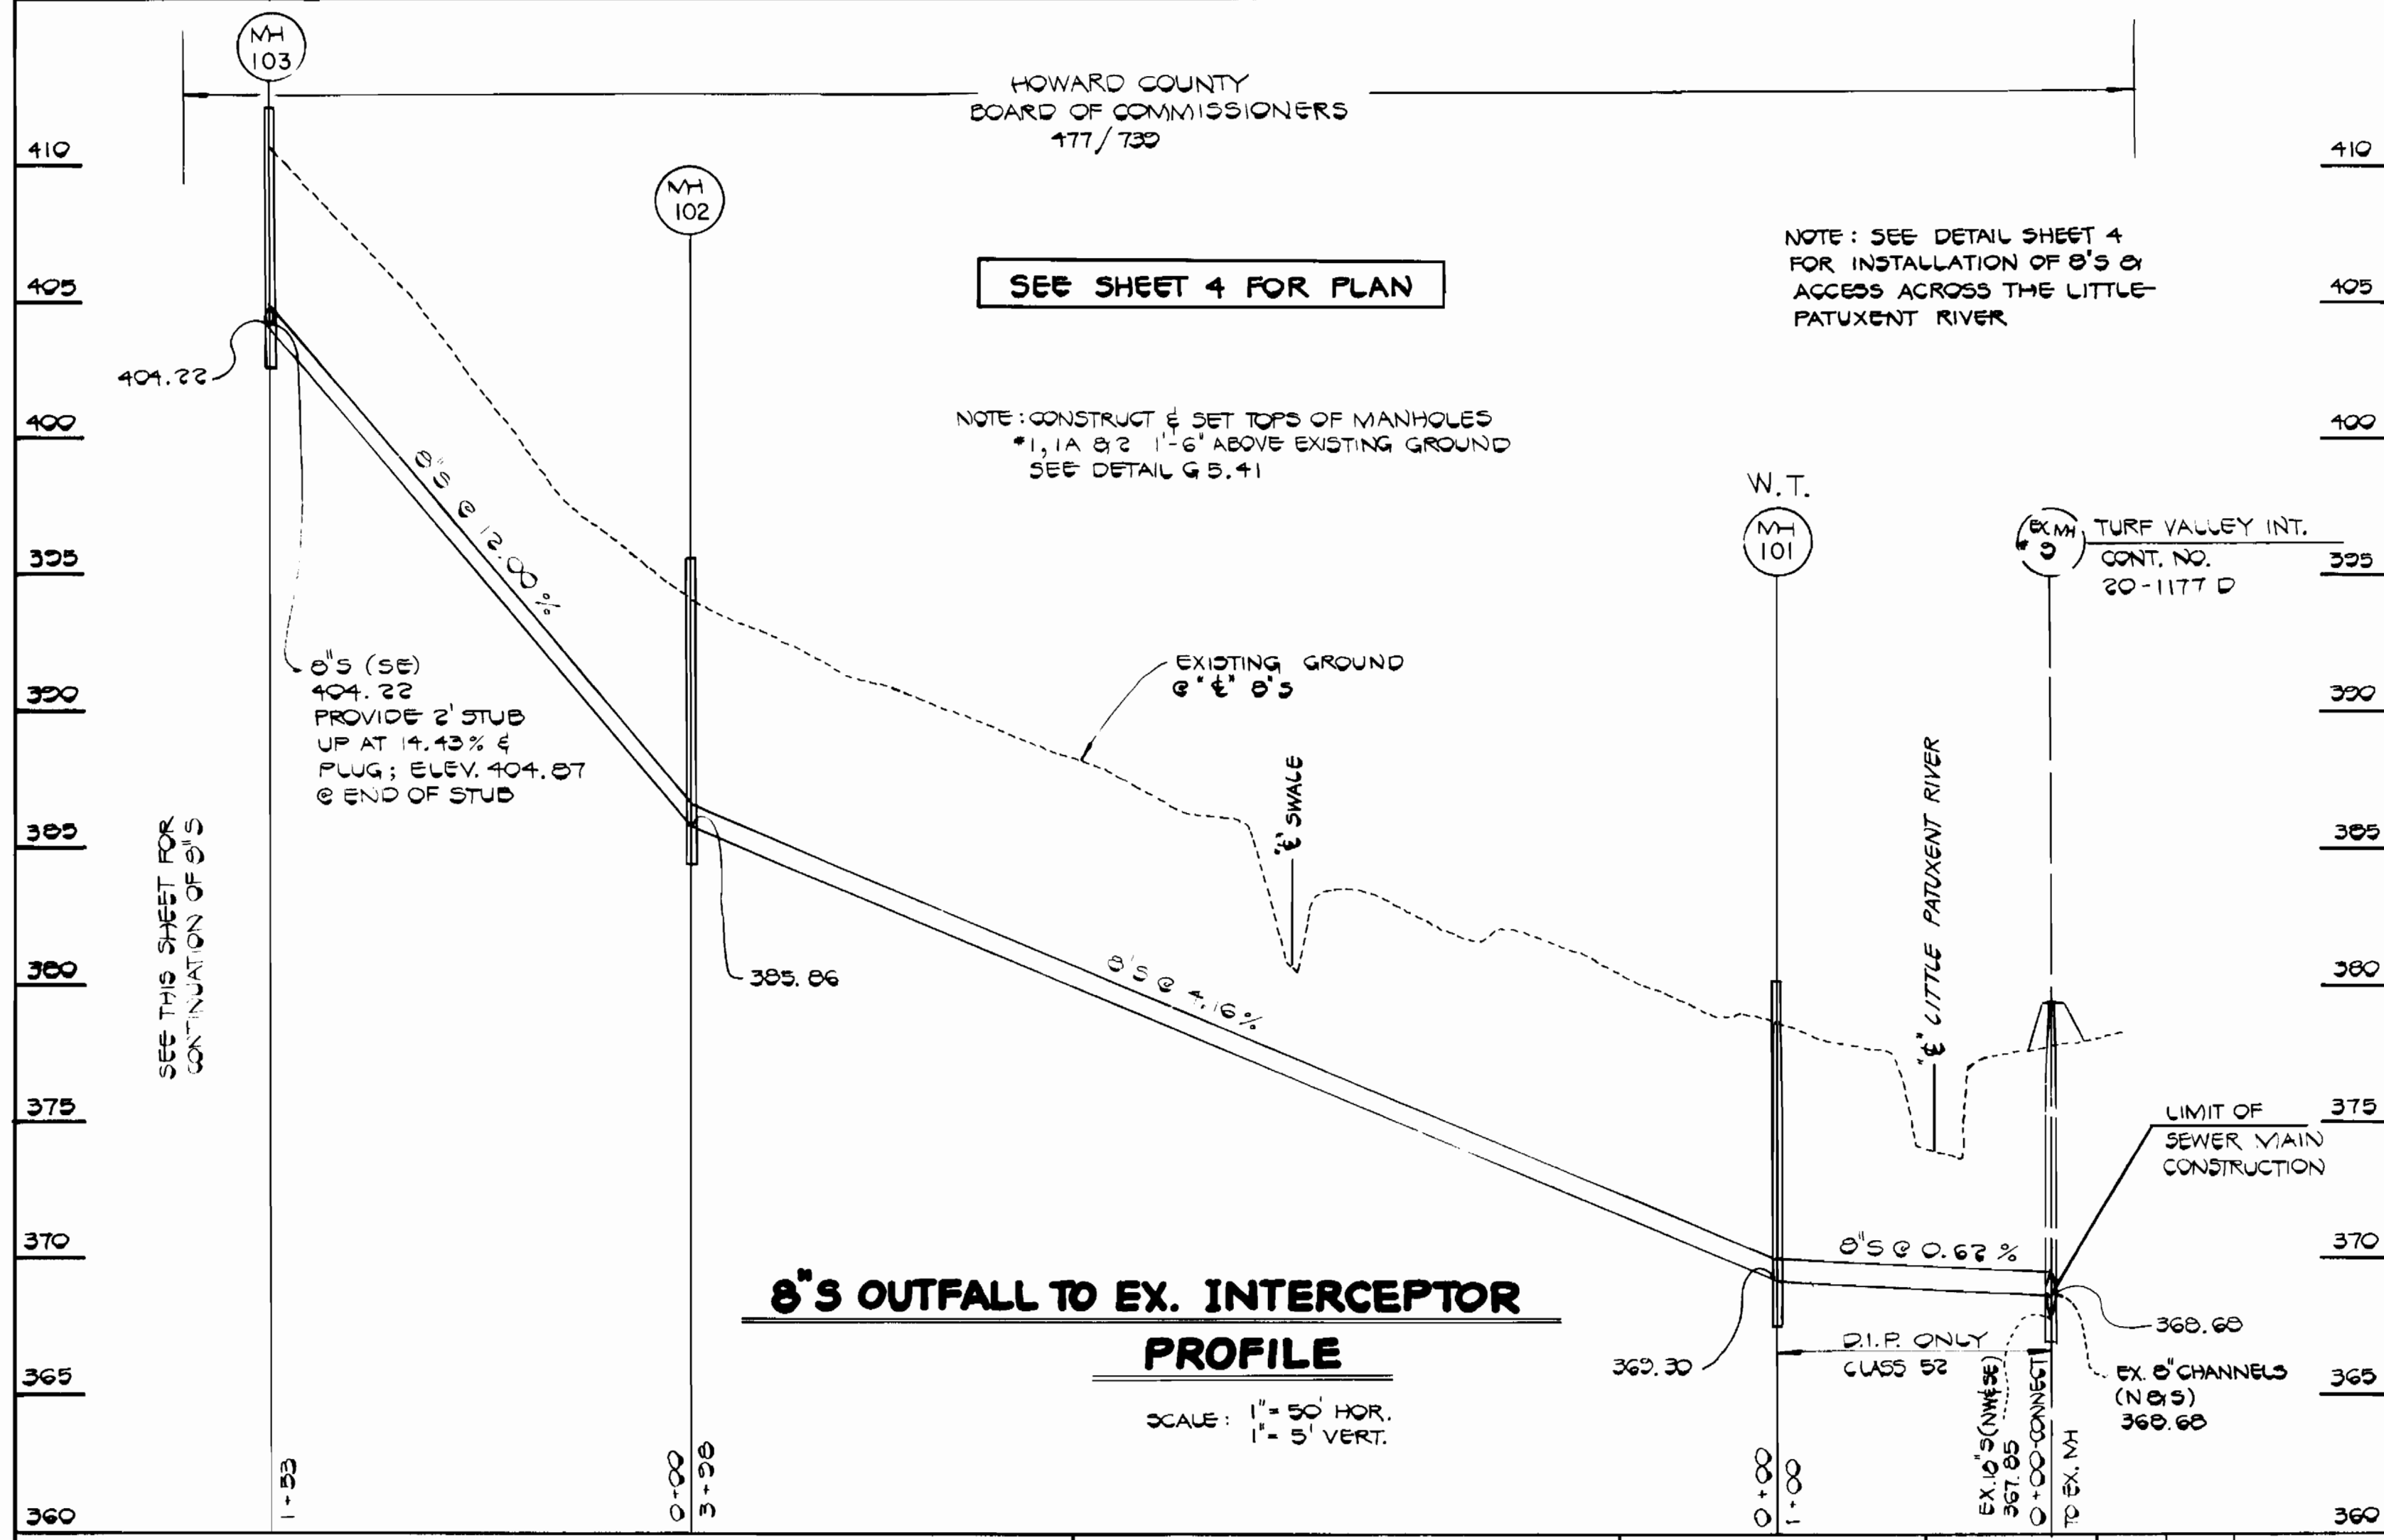 MH
103
HOWARD COUNTY
BOARD OF COMMISSIONERS
477/739
410
410
MH
102
NOTE: SEE DETAIL SHEET 4
FOR INSTALLATION OF 8"S &
ACCESS ACROSS THE LITTLE
PATUXENT RIVER
SEE SHEET 4 FOR PLAN
405
405
404.22
NOTE: CONSTRUCT & SET TOPS OF MANHOLES
#1, 1A & 2 1'-6" ABOVE EXISTING GROUND
SEE DETAIL G 5.41
400
400
8"S @ 12.00 %
W.T.
MH
101
EX MH
# 9
TURF VALLEY INT.
CONT. NO.
20-1177 D
395
395
8"S (SE)
404.22
PROVIDE 2' STUB
UP AT 14.43% &
PLUG; ELEV. 404.87
@ END OF STUB
EXISTING GROUND
@ "℄" 8"S
390
390
"℄" SWALE
"℄" LITTLE PATUXENT RIVER
385
385
SEE THIS SHEET FOR
CONTINUATION OF 8"S
385.86
8"S @ 4.16 %
380
380
375
375
LIMIT OF
SEWER MAIN
CONSTRUCTION
370
370
8"S @ 0.62 %
8"S OUTFALL TO EX. INTERCEPTOR
PROFILE
SCALE: 1"= 50' HOR.
1"= 5' VERT.
369.30
D.I.P. ONLY
CLASS 52
368.68
EX. 8" CHANNELS
(N & S)
368.68
365
365
1+53
0+00
3+98
0+00
1+00
EX. 18"S (NW&SE)
367.85
0+00-CONNECT
TO EX. MH
360
360